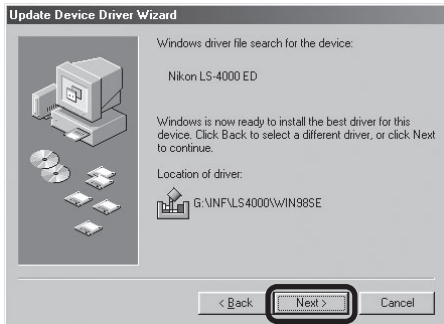 Update Device Driver Wizard
Windows driver file search for the device:
Nikon LS-4000 ED
Windows is now ready to install the best driver for this
device. Click Back to select a different driver, or click Next
to continue.
Location of driver:
G:\INF\LS4000\WIN98SE
< Back
Next >
Cancel